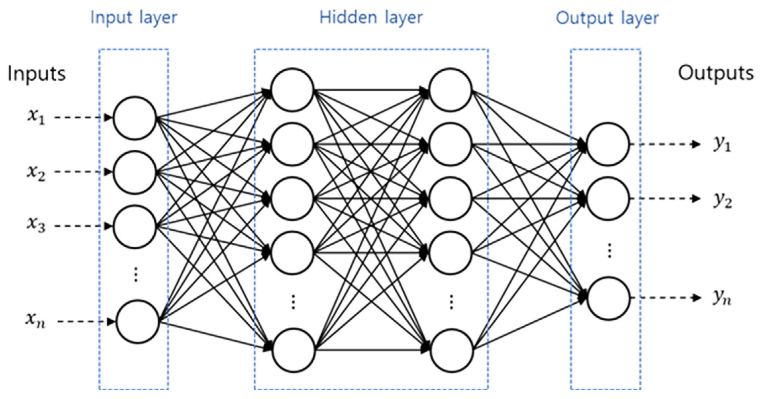 Input layer
Hidden layer
Output layer
Inputs
Outputs
x₁
x₂
x₃
⋮
xₙ
⋮
⋮
y₁
y₂
⋮
yₙ